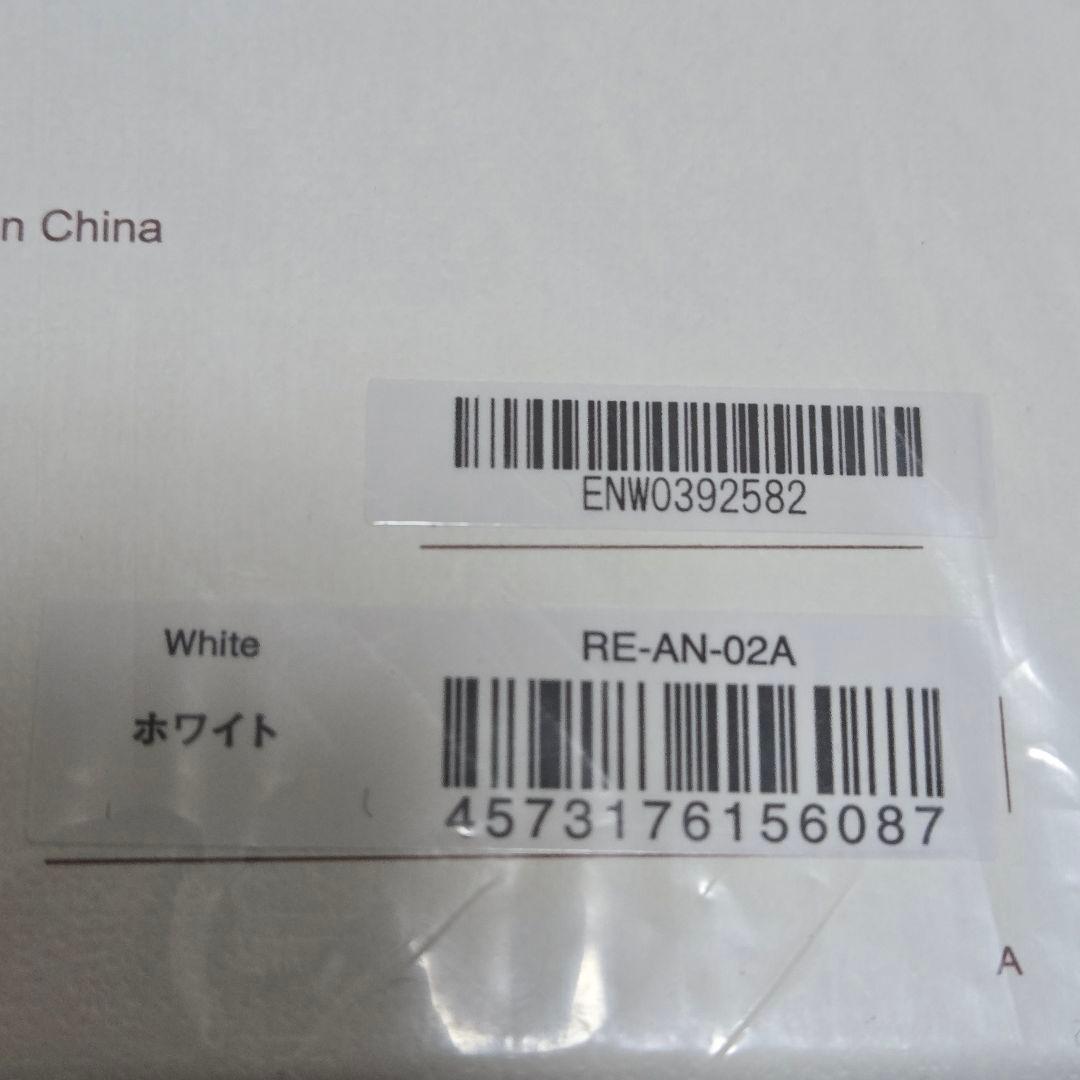 n China
ENW0392582
White
RE-AN-02A
ホワイト
4573176156087
A